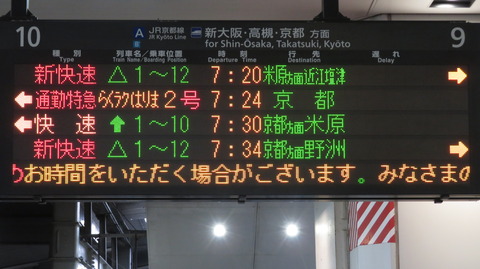 10 A JR京都線 JR Kyōto Line 新大阪・高槻・京都 方面 for Shin-Ōsaka, Takatsuki, Kyōto 9
種別 Type 列車名/乗車位置 Train Name/Boarding Position 時刻 Departure Time 行先 Destination 遅れ Delay
新快速 △ 1~12 7:20 米原方面近江塩津 →
← 通勤特急 らくラクはりま2号 7:24 京都
← 快速 ↑ 1~10 7:30 京都方面米原
新快速 △ 1~12 7:34 京都方面野洲 →
お時間をいただく場合がございます。みなさまの